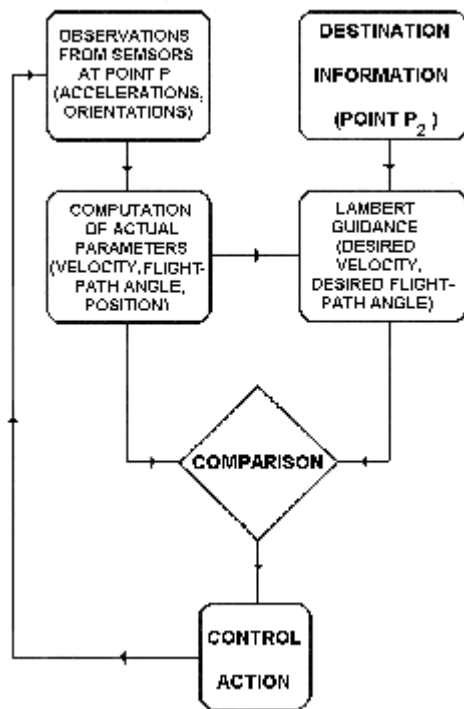 OBSERVATIONS
FROM SEMSORS
AT POINT P
(ACCELERATIONS,
ORIENTATIONS)
DESTINATION
INFORMATION
(POINT P2 )
COMPUTATION
OF ACTUAL
PARAMETERS
(VELOCITY,FLIGHT-
PATH ANGLE,
POSITION)
LAMBERT
GUIDANCE
(DESIRED
VELOCITY,
DESIRED FLIGHT-
PATH ANGLE)
COMPARISON
CONTROL
ACTION